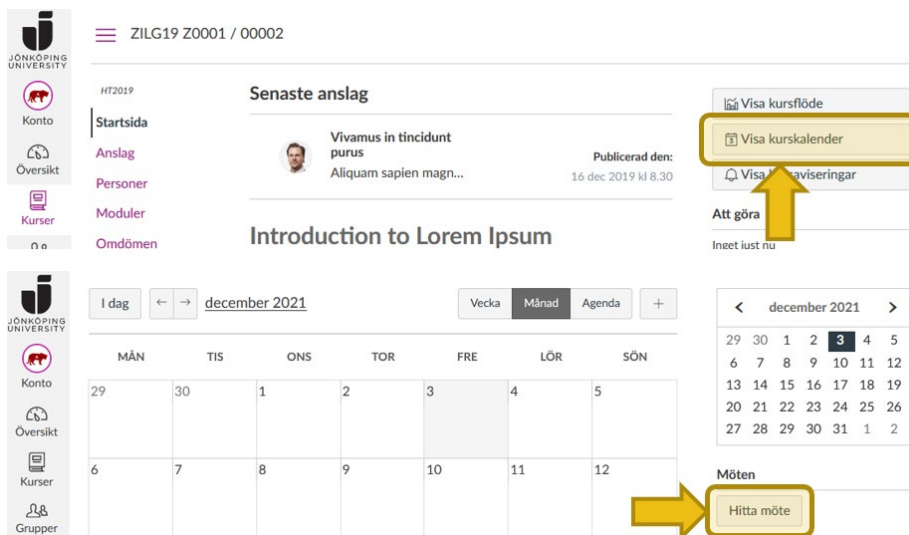 JÖNKÖPING
UNIVERSITY
Konto
Översikt
Kurser
ZILG19 Z0001 / 00002
HT2019
Startsida
Anslag
Personer
Moduler
Omdömen
Senaste anslag
Vivamus in tincidunt
purus
Aliquam sapien magn...
Publicerad den:
16 dec 2019 kl 8.30
Introduction to Lorem Ipsum
Visa kursflöde
Visa kurskalender
Visa aviseringar
Att göra
Inget just nu
JÖNKÖPING
UNIVERSITY
Konto
Översikt
Kurser
Grupper
I dag ← → december 2021
Vecka Månad Agenda +
MÅN TIS ONS TOR FRE LÖR SÖN
29 30 1 2 3 4 5
6 7 8 9 10 11 12
< december 2021 >
29 30 1 2 3 4 5
6 7 8 9 10 11 12
13 14 15 16 17 18 19
20 21 22 23 24 25 26
27 28 29 30 31 1 2
Möten
Hitta möte